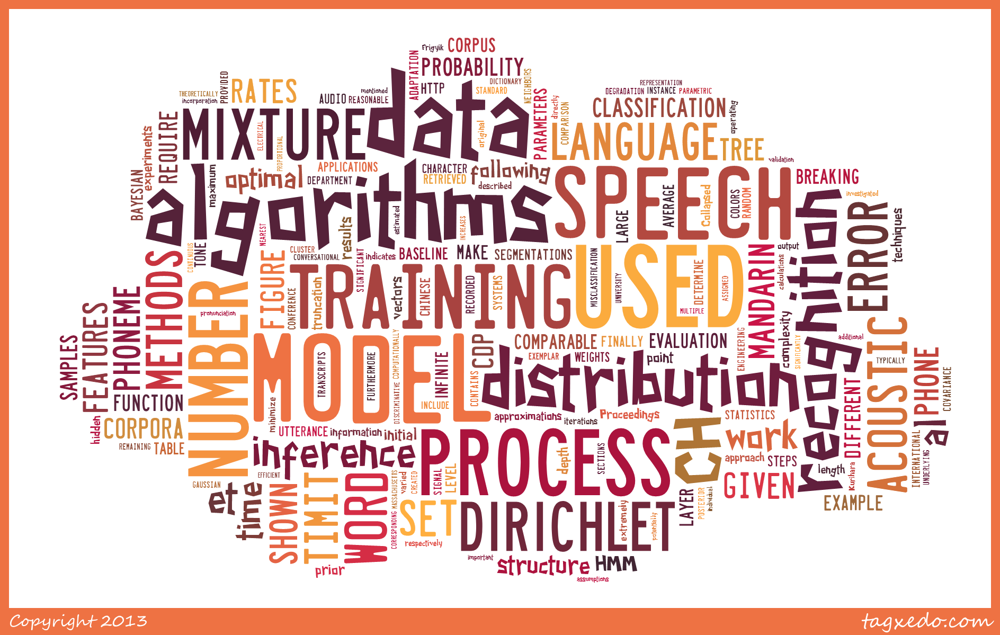 Frigyik
CORPUS
ADAPTATION
PROBABILITY
NEIGHBORS
PROVIDED
RATES
THEORETICALLY
incorporation
AUDIO
mentioned
REASONABLE
HTTP
DICTIONARY
STANDARD
PARAMETERS
directly
COMPARISON
REPRESENTATION
DEGRADATION
INSTANCE
PARAMETRIC
CLASSIFICATION
operating
REQUIRE
experiments
MIXTURE
ELECTRICAL
PROPORTIONAL
data
original
LANGUAGE
TREE
validation
BAYESIAN
algorithms
maximum
optimal
APPLICATIONS
DEPARTMENT
CHARACTER
RETRIEVED
following
described
SPEECH
LARGE
AVERAGE
Collapsed
COLORS
RANDOM
BREAKING
investigated
ERROR
techniques
recognition
CONTINUOUS
TONE
NEAREST
results
estimated
INCREASES
CLUSTER
CONVERSATIONAL
SIGNIFICANT
indicates
BASELINE
MAKE
SEGMENTATIONS
METHODS
FIGURE
CONFERENCE
TRAINING
truncation
vectors
CHINESE
RECORDED
SYSTEMS
USED
MISCLASSIFICATION
UNIVERSITY
MULTIPLE
DETERMINE
ASSIGNED
MANDARIN
output
calculations
complexity
SIGNIFICANTLY
ENGINEERING
SAMPLES
FEATURES
PHONEME
NUMBER
pronunciation
MODEL
TRANSCRIPTS
FURTHERMORE
DISCRIMINATIVE
COMPUTATIONALLY
INFINITE
INCLUDE
CDP
CONTAINS
COMPARABLE
FINALLY
EVALUATION
EXEMPLAR
WEIGHTS
point
distribution
additional
ACOUSTIC
TYPICALLY
PHONE
COVARIANCE
DIFFERENT
FUNCTION
hidden
CORPORA
REMAINING
TABLE
minimize
UTTERANCE
information
initial
approximations
iterations
Proceedings
STATISTICS
inference
PROCESS
depth
SECTIONS
CH
work
approach
STEPS
length
Kurihara
INTERNATIONAL
UNDERLYING
al
GAUSSIAN
EFFICIENT
et
time
SHOWN
TIMIT
WORD
MASSACHUSETTS
CORRESPONDING
varied
CREATED
SIGNAL
LEVEL
GIVEN
EXAMPLE
SET
respectively
DIRICHLET
extremely
potentially
LAYER
POSTERIOR
individual
prior
important
structure
HMM
assumptions
Copyright 2013
tagxedo.com